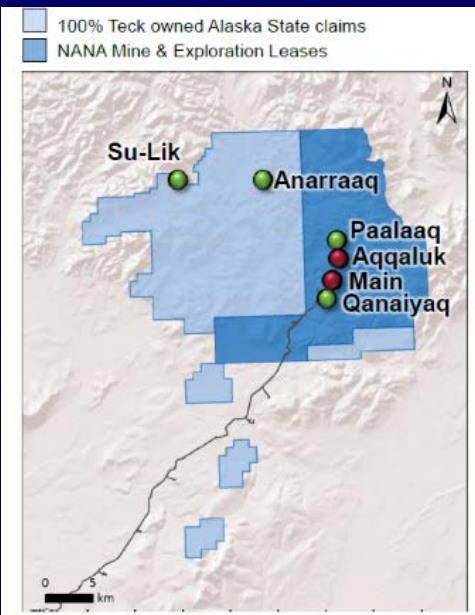 100% Teck owned Alaska State claims
NANA Mine & Exploration Leases
N
Su-Lik
Anarraaq
Paalaaq
Aqqaluk
Main
Qanaiyaq
0 5
km